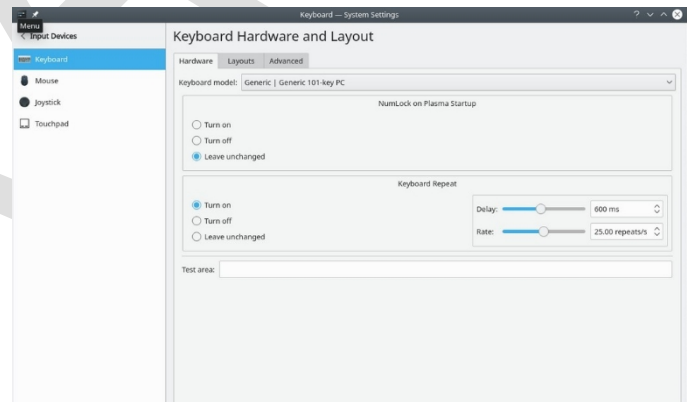 Keyboard — System Settings
Menu
Input Devices
Keyboard
Mouse
Joystick
Touchpad
Keyboard Hardware and Layout
Hardware Layouts Advanced
Keyboard model: Generic | Generic 101-key PC
NumLock on Plasma Startup
Turn on
Turn off
Leave unchanged
Keyboard Repeat
Turn on
Turn off
Leave unchanged
Delay: 600 ms
Rate: 25.00 repeats/s
Test area: